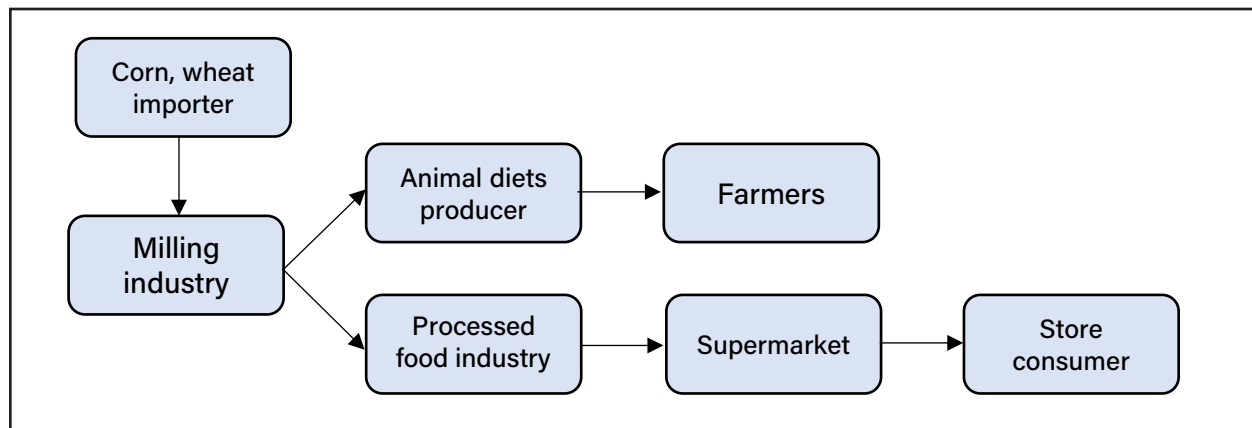 Corn, wheat
importer
Milling
industry
Animal diets
producer
Farmers
Processed
food industry
Supermarket
Store
consumer